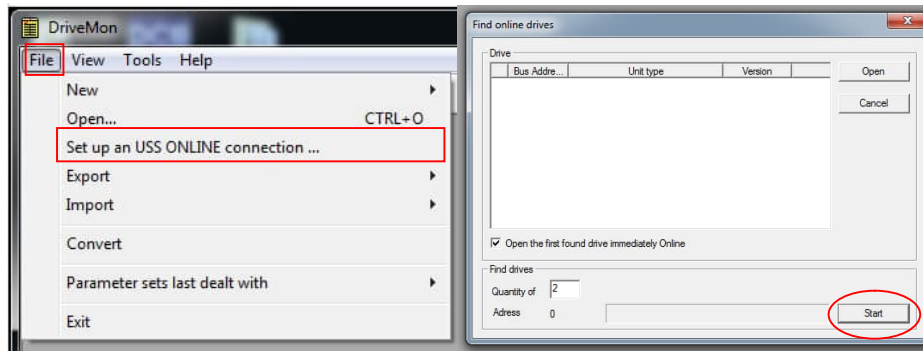 DriveMon
File View Tools Help
New
Open... CTRL+O
Set up an USS ONLINE connection ...
Export
Import
Convert
Parameter sets last dealt with
Exit
Find online drives
Drive
Bus Addre... Unit type Version
Open
Cancel
Open the first found drive immediately Online
Find drives
Quantity of 2
Adress 0
Start